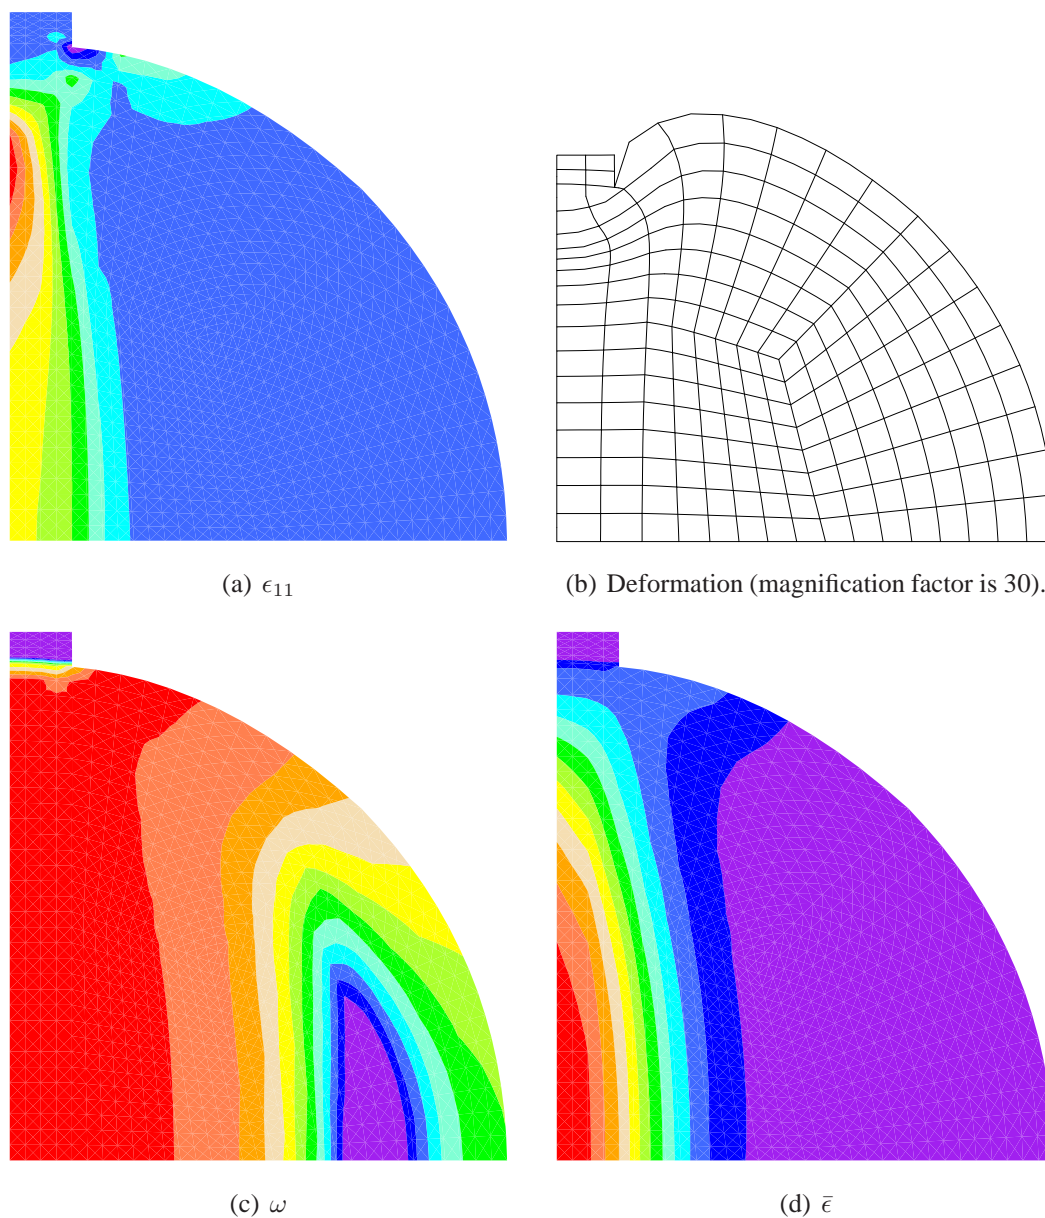 (a) ϵ₁₁
(b) Deformation (magnification factor is 30).
(c) ω
(d) ϵ̄